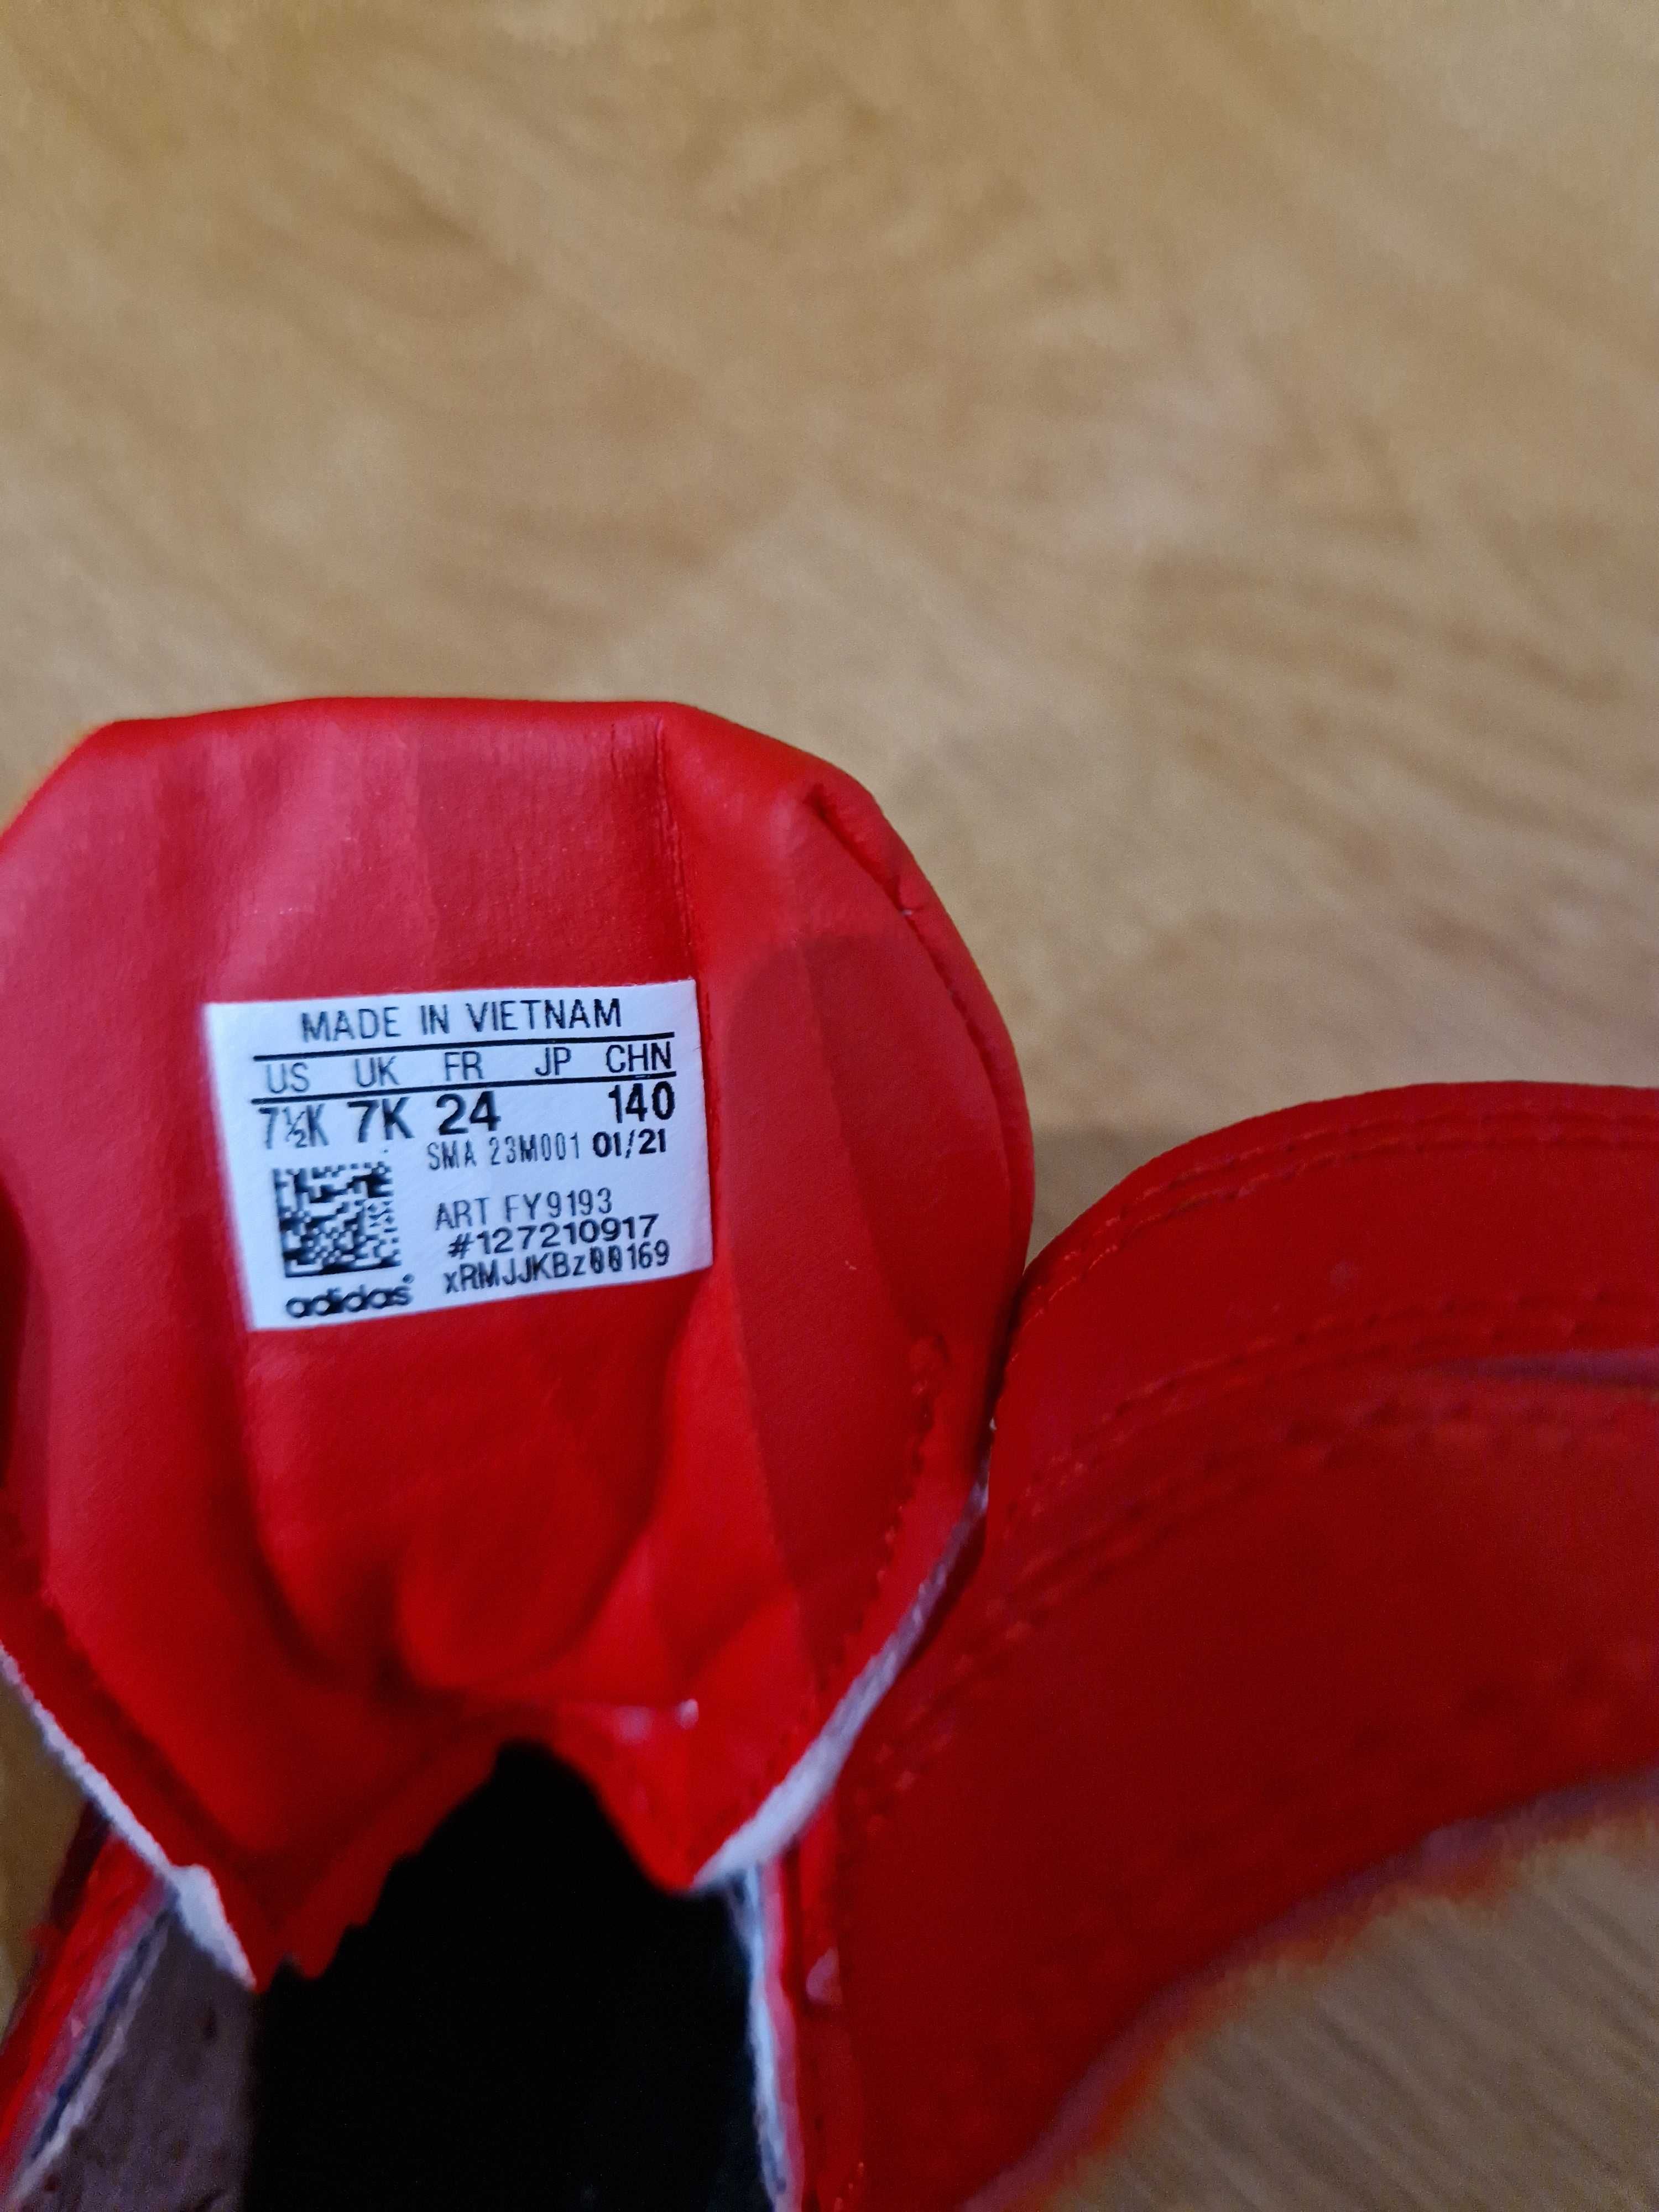 MADE IN VIETNAM
US UK FR JP CHN
7½K 7K 24 140
SMA 23M001 01/21
ART FY9193
#127210917
xRMJJKBz00169
adidas®